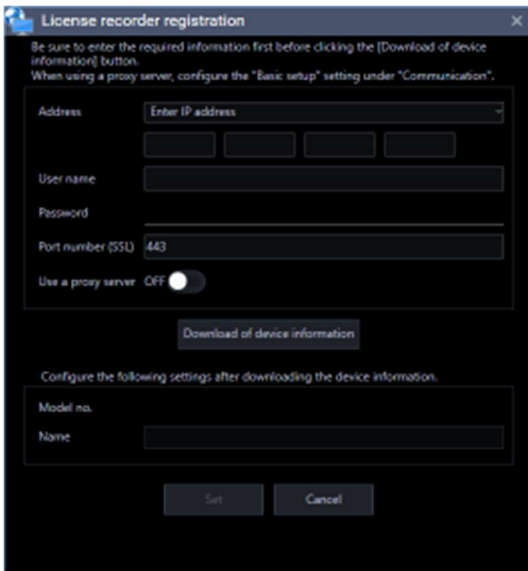 License recorder registration
Be sure to enter the required information first before clicking the [Download of device
information] button.
When using a proxy server, configure the "Basic setup" setting under "Communication".
Address Enter IP address
User name
Password
Port number (SSL) 443
Use a proxy server OFF
Download of device information
Configure the following settings after downloading the device information.
Model no.
Name
Set Cancel